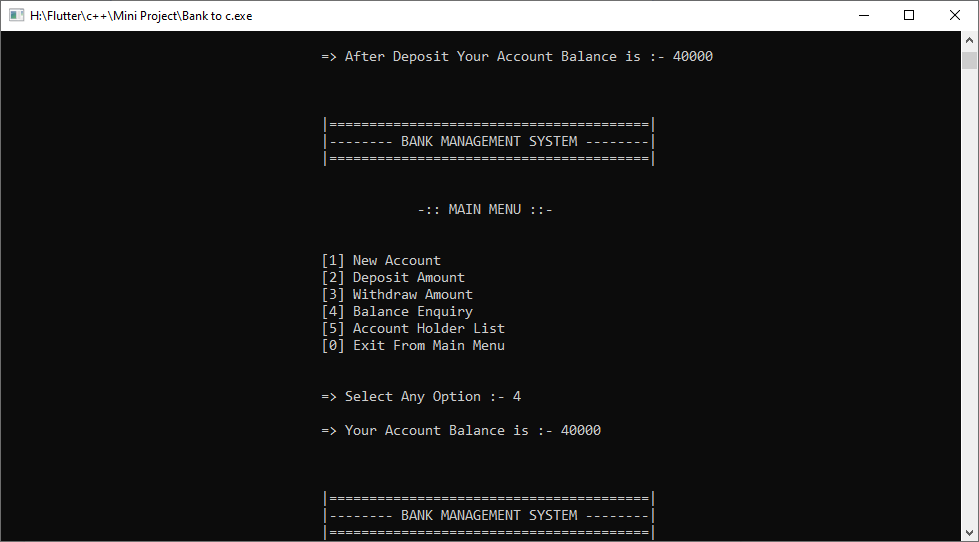 H:\Flutter\c++\Mini Project\Bank to c.exe
=> After Deposit Your Account Balance is :- 40000
|========================================|
|-------- BANK MANAGEMENT SYSTEM --------|
|========================================|
-:: MAIN MENU ::-
[1] New Account
[2] Deposit Amount
[3] Withdraw Amount
[4] Balance Enquiry
[5] Account Holder List
[0] Exit From Main Menu
=> Select Any Option :- 4
=> Your Account Balance is :- 40000
|========================================|
|-------- BANK MANAGEMENT SYSTEM --------|
|========================================|